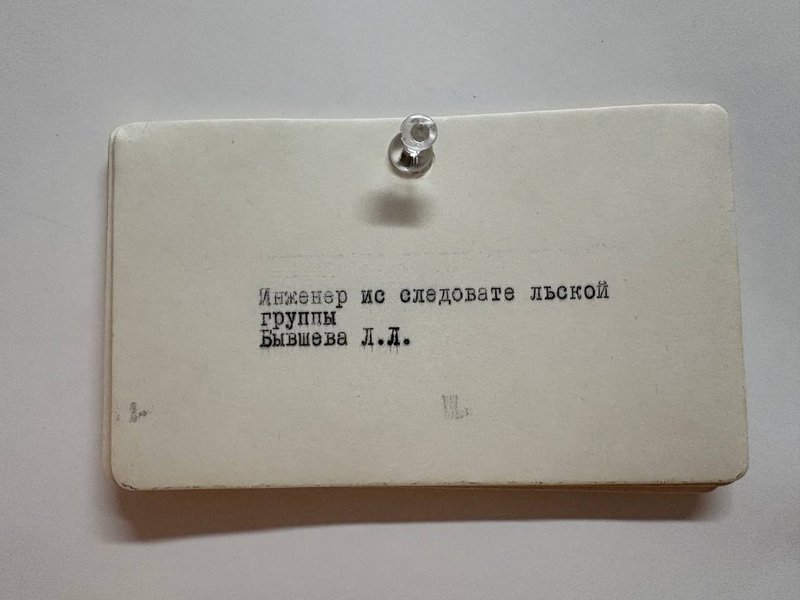 Инженер ис следовате льской
группы
Бывшева Л.Л.